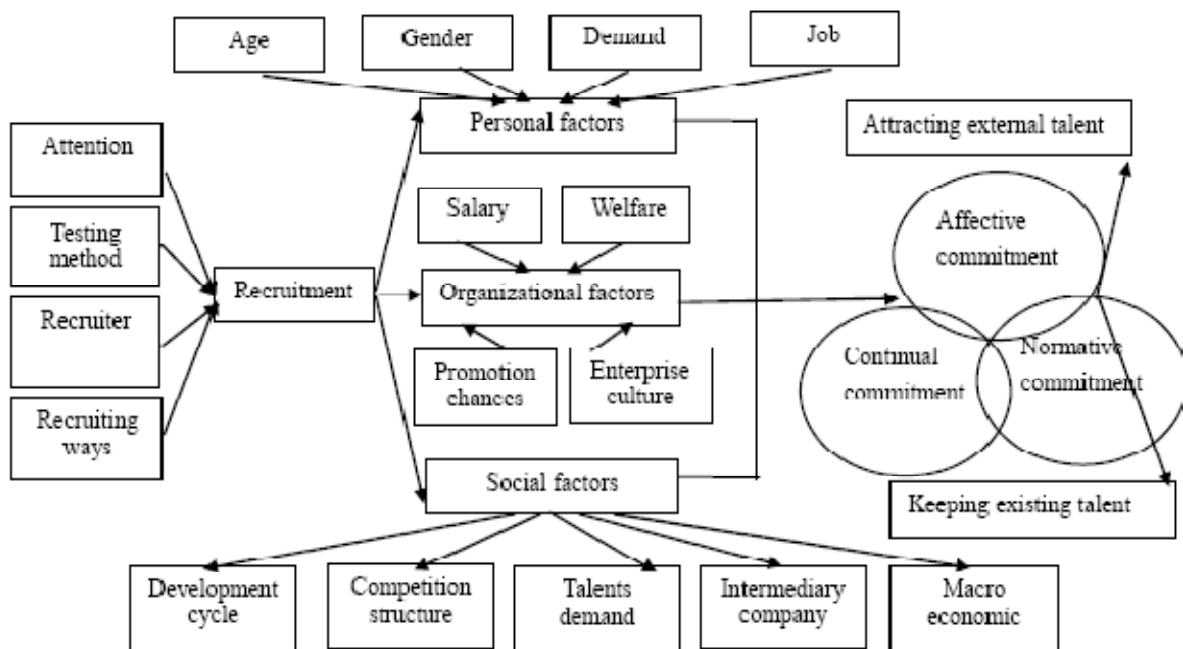 Age
Gender
Demand
Job
Personal factors
Attracting external talent
Attention
Testing
method
Recruiter
Recruiting
ways
Recruitment
Salary
Welfare
Organizational factors
Promotion
chances
Enterprise
culture
Social factors
Affective
commitment
Continual
commitment
Normative
commitment
Keeping existing talent
Development
cycle
Competition
structure
Talents
demand
Intermediary
company
Macro
economic